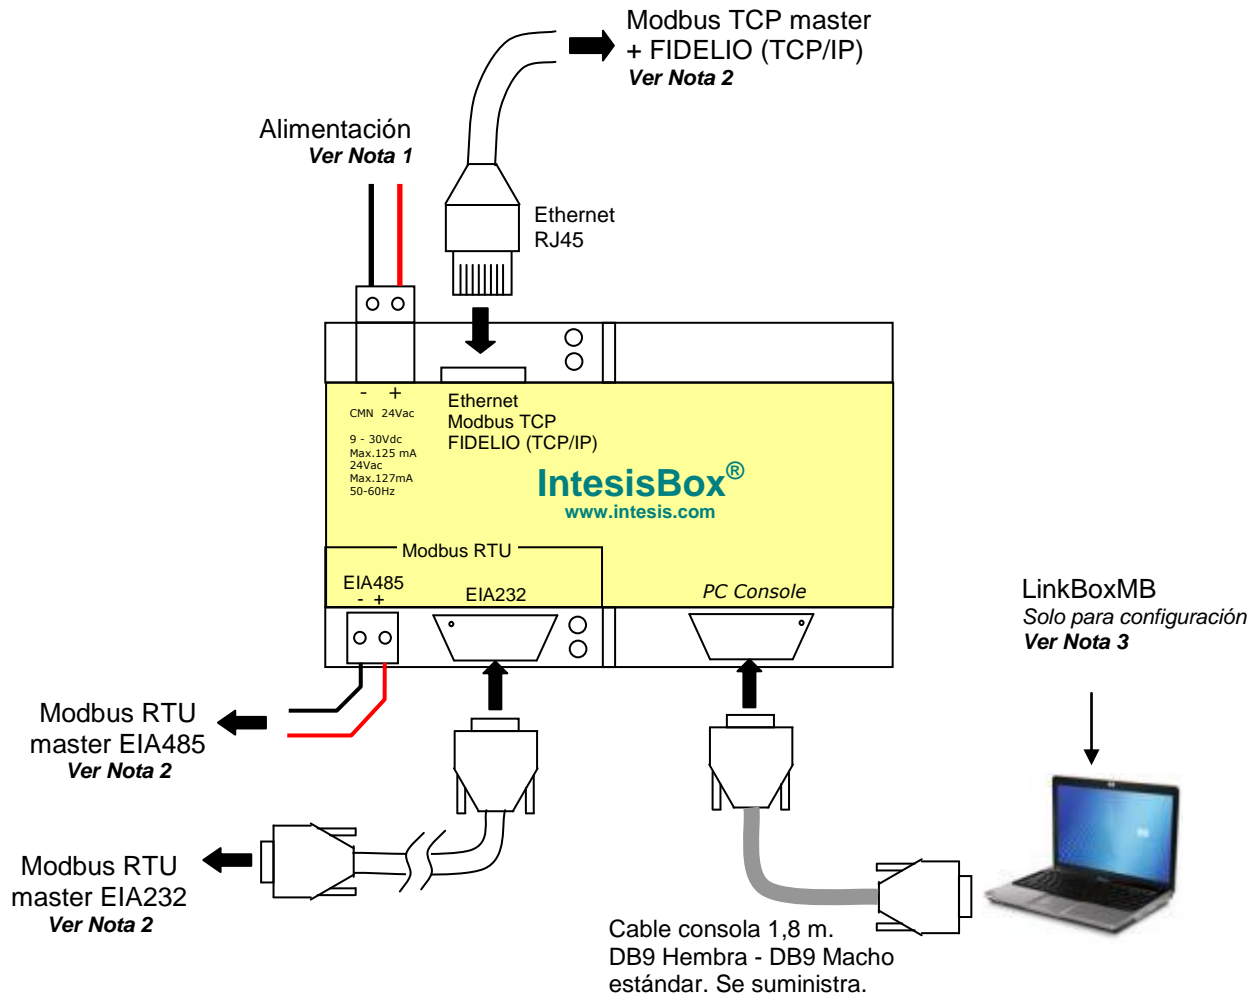 Modbus TCP master
+ FIDELIO (TCP/IP)
Ver Nota 2
Alimentación
Ver Nota 1
Ethernet
RJ45
- +
CMN 24Vac
9 - 30Vdc
Max.125 mA
24Vac
Max.127mA
50-60Hz
Ethernet
Modbus TCP
FIDELIO (TCP/IP)
IntesisBox®
www.intesis.com
Modbus RTU
EIA485
- +
EIA232
PC Console
LinkBoxMB
Solo para configuración
Ver Nota 3
Modbus RTU
master EIA485
Ver Nota 2
Modbus RTU
master EIA232
Ver Nota 2
Cable consola 1,8 m.
DB9 Hembra - DB9 Macho
estándar. Se suministra.